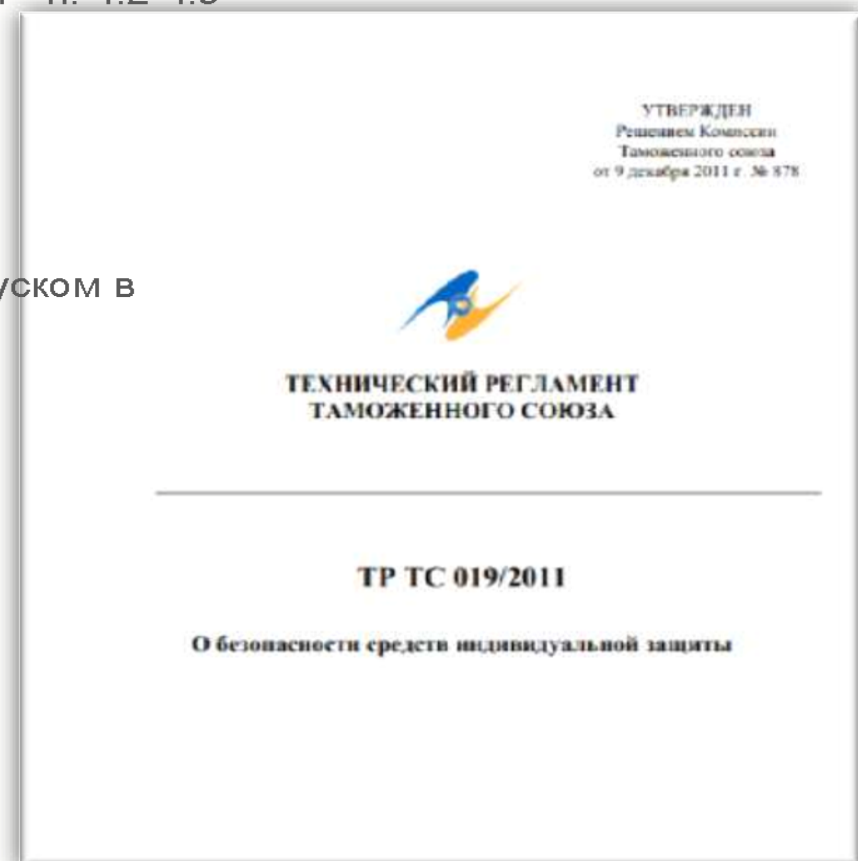 УТВЕРЖДЕН
Решением Комиссии
Таможенного союза
от 9 декабря 2011 г. № 878
уском в
ТЕХНИЧЕСКИЙ РЕГЛАМЕНТ
ТАМОЖЕННОГО СОЮЗА
ТР ТС 019/2011
О безопасности средств индивидуальной защиты